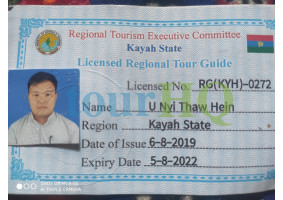 Regional Tourism Executive Committee
Kayah State
Licensed Regional Tour Guide
Licensed No. RG(KYH)-0272
Name U Nyi Thaw Hein
Region Kayah State
Date of Issue 6-8-2019
Expiry Date 5-8-2022
tourHQ